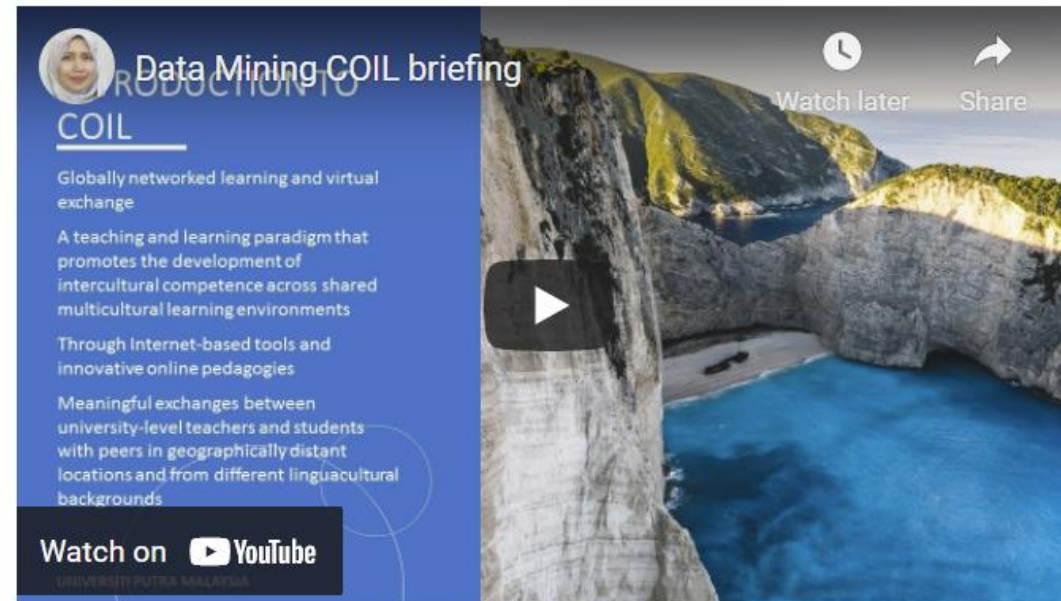 Data Mining COIL briefing
Watch later
Share
RODUCTION TO
COIL
Globally networked learning and virtual
exchange
A teaching and learning paradigm that
promotes the development of
intercultural competence across shared
multicultural learning environments
Through Internet-based tools and
innovative online pedagogies
Meaningful exchanges between
university-level teachers and students
with peers in geographically distant
locations and from different linguacultural
backgrounds
Watch on YouTube
UNIVERSITI PUTRA MALAYSIA